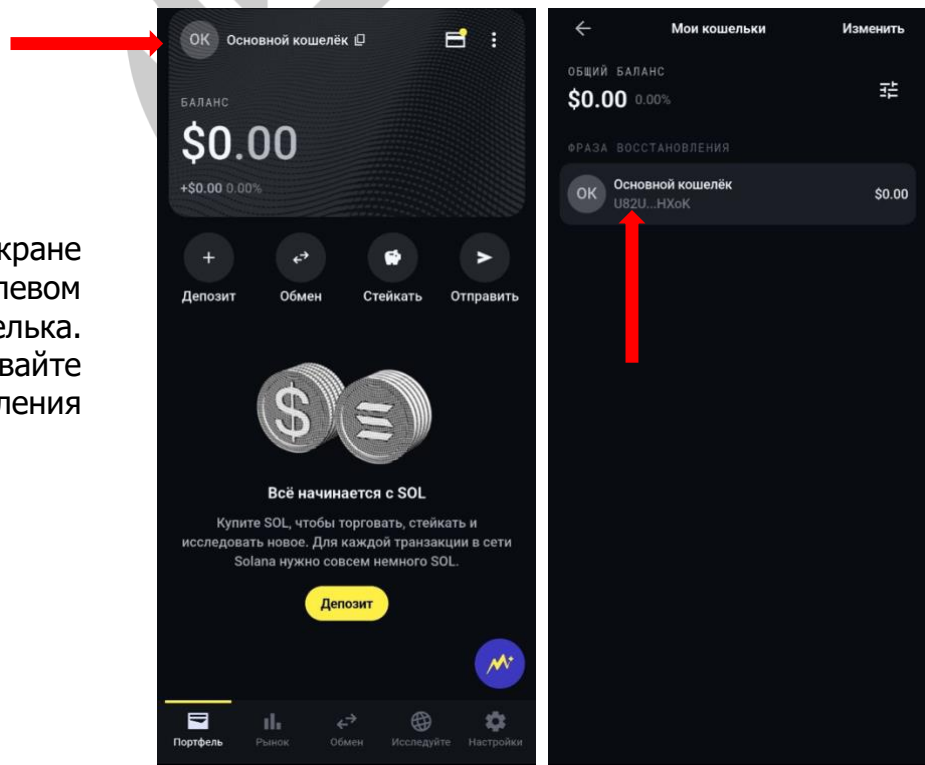 кране
левом
елька.
вайте
ления
ОК Основной кошелёк
БАЛАНС
$0.00
+$0.00 0.00%
Депозит Обмен Стейкать Отправить
Всё начинается с SOL
Купите SOL, чтобы торговать, стейкать и
исследовать новое. Для каждой транзакции в сети
Solana нужно совсем немного SOL.
Депозит
Портфель Рынок Обмен Исследуйте Настройки
Мои кошельки Изменить
ОБЩИЙ БАЛАНС
$0.00 0.00%
ФРАЗА ВОССТАНОВЛЕНИЯ
ОК Основной кошелёк $0.00
U82U...HXoK